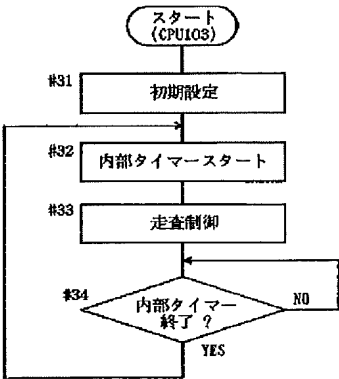 スタート
(CPU103)
#31
初期設定
#32
内部タイマースタート
#33
走査制御
#34
内部タイマー
終了?
NO
YES